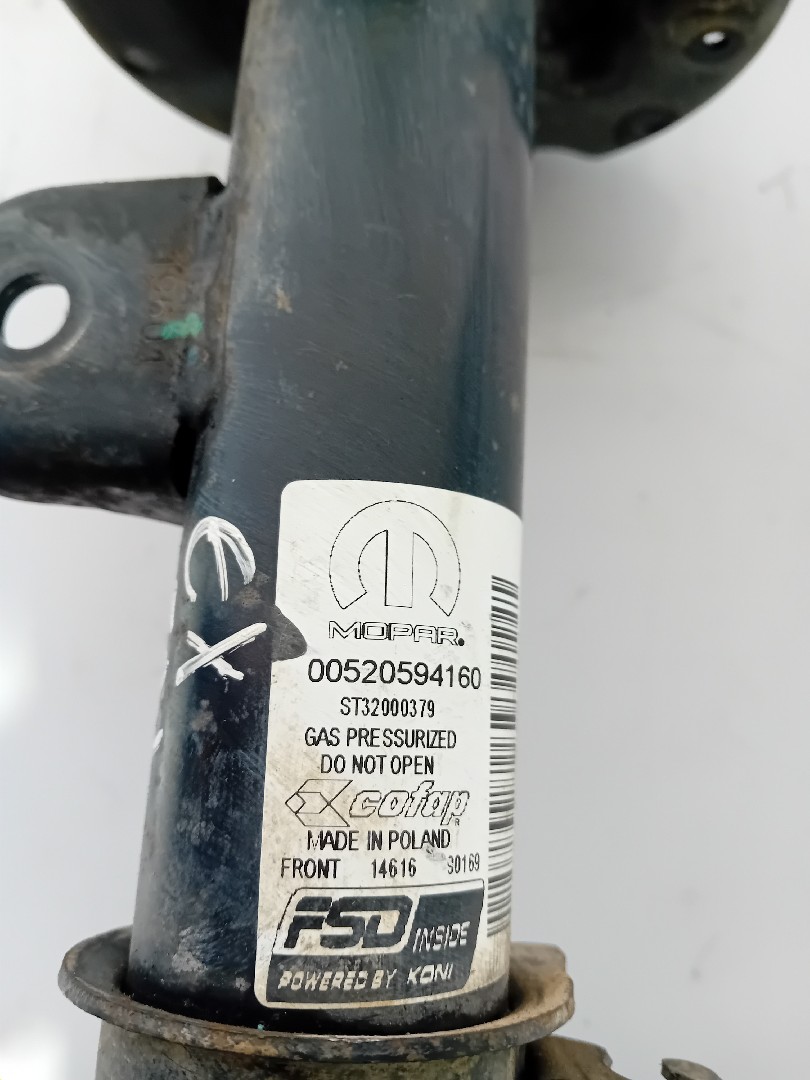 MOPAR®
00520594160
ST32000379
GAS PRESSURIZED
DO NOT OPEN
cofap®
MADE IN POLAND
FRONT 14616 30169
FSD INSIDE
POWERED BY KONI